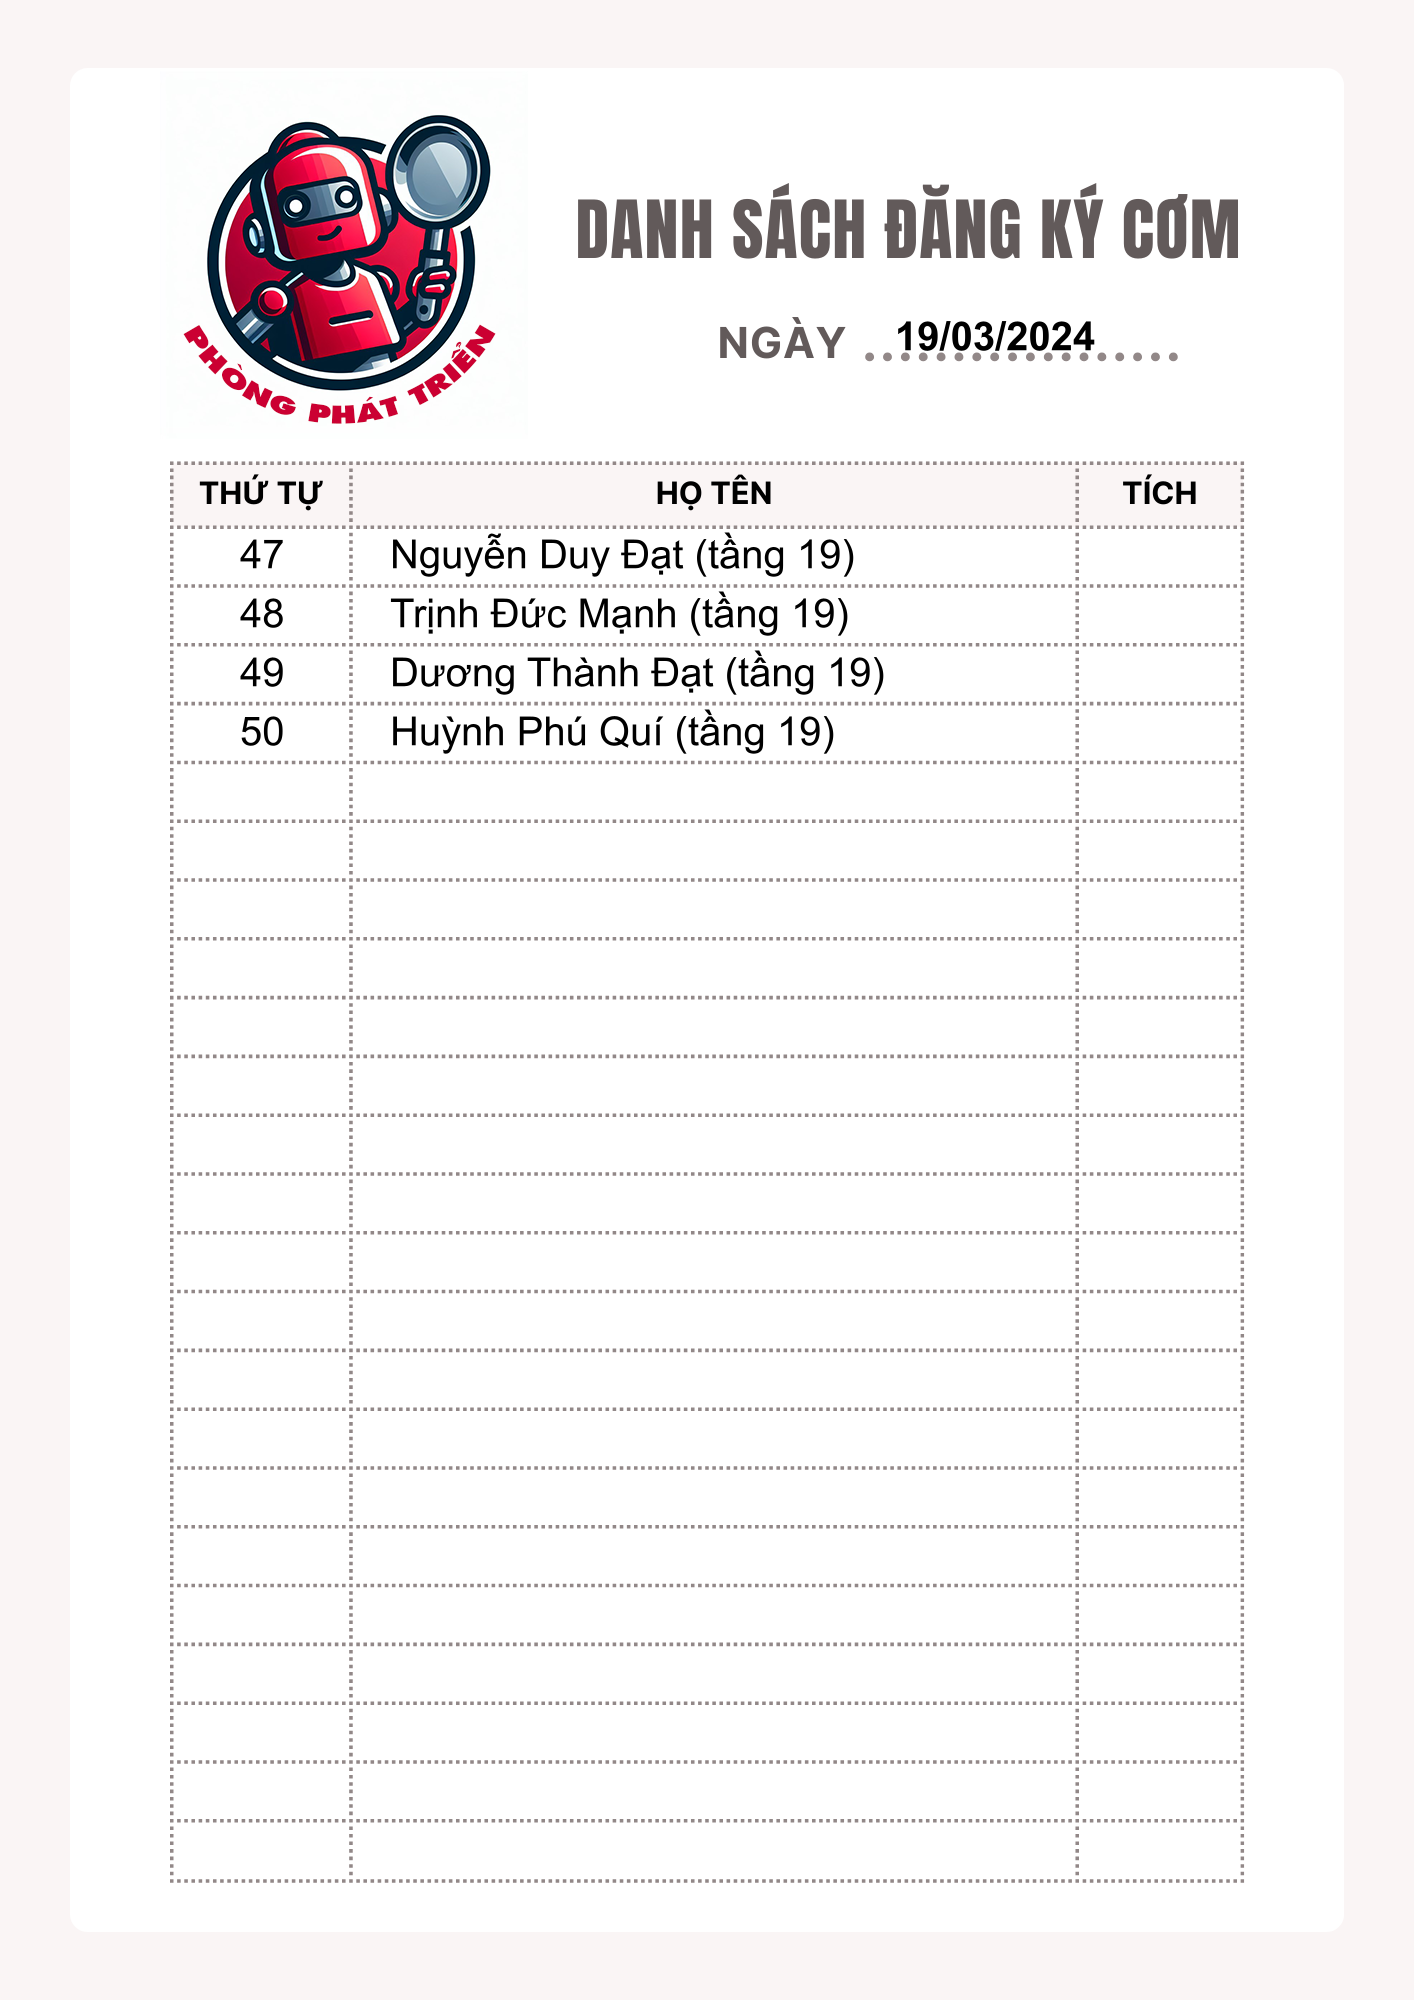 PHÒNG PHÁT TRIỂN
DANH SÁCH ĐĂNG KÝ CƠM
NGÀY 19/03/2024
THỨ TỰ HỌ TÊN TÍCH
47 Nguyễn Duy Đạt (tầng 19)
48 Trịnh Đức Mạnh (tầng 19)
49 Dương Thành Đạt (tầng 19)
50 Huỳnh Phú Quí (tầng 19)